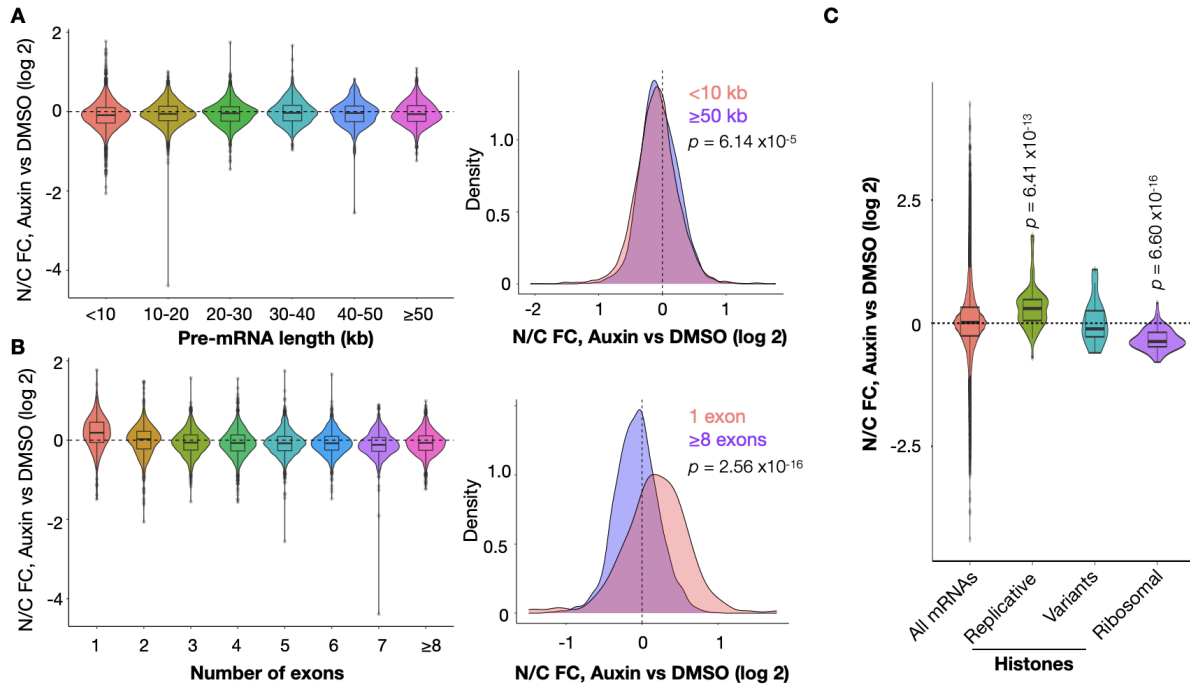 A
N/C FC, Auxin vs DMSO (log 2)
2
0
-2
-4
<10 10-20 20-30 30-40 40-50 ≥50
Pre-mRNA length (kb)
Density
1.0
0.5
0
<10 kb
≥50 kb
p = 6.14 x10-5
-2 1 0 1
N/C FC, Auxin vs DMSO (log 2)
B
N/C FC, Auxin vs DMSO (log 2)
2
0
-2
-4
1 2 3 4 5 6 7 ≥8
Number of exons
Density
1.0
0.5
0
1 exon
≥8 exons
p = 2.56 x10-16
-1 0 1
N/C FC, Auxin vs DMSO (log 2)
C
N/C FC, Auxin vs DMSO (log 2)
2.5
0
-2.5
p = 6.41 x10-13
p = 6.60 x10-16
All mRNAs
Replicative
Variants
Ribosomal
Histones